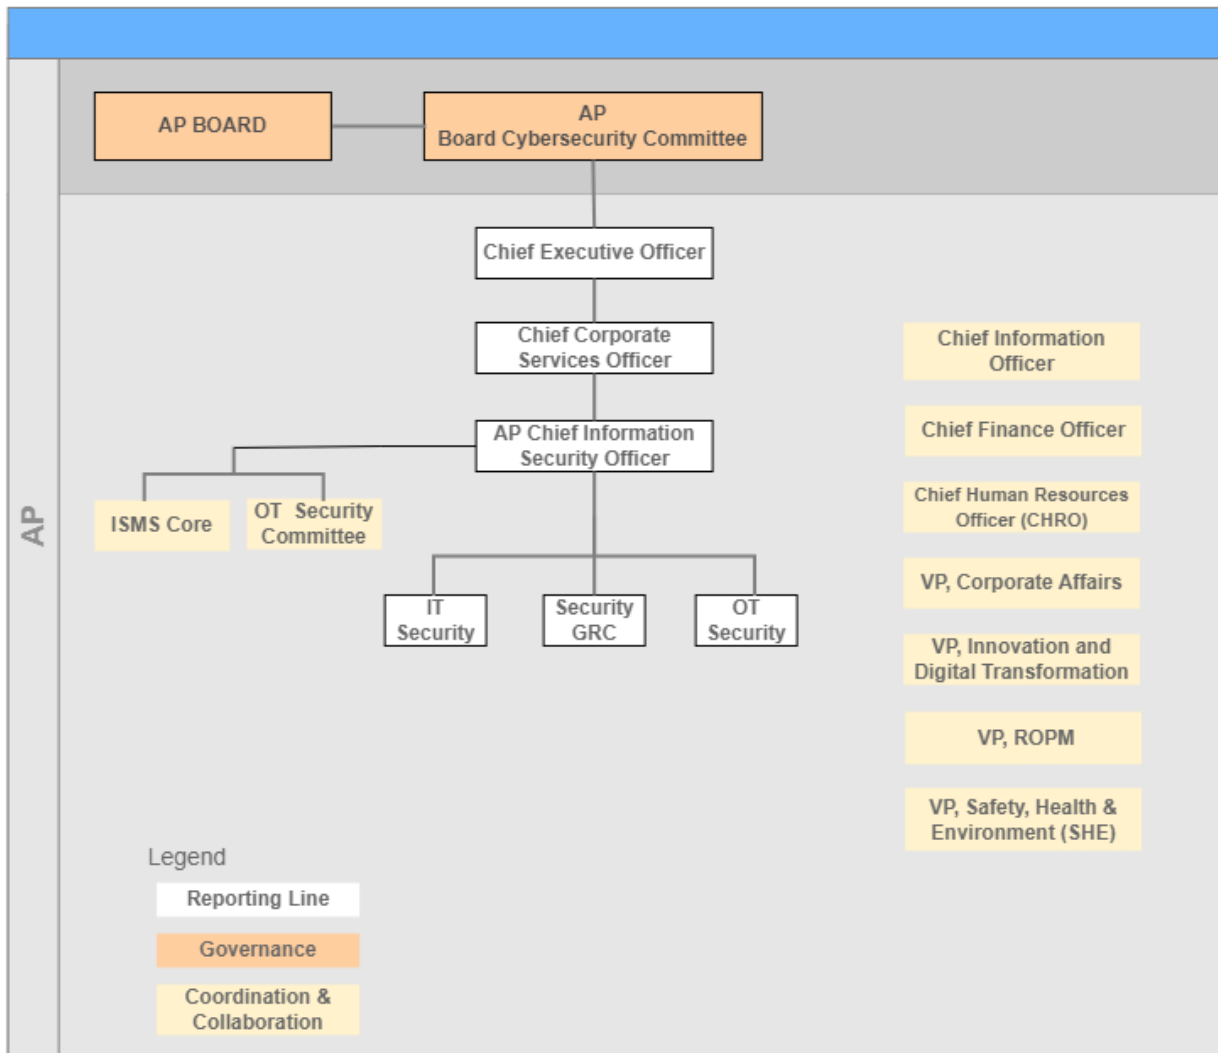 AP
AP BOARD
AP
Board Cybersecurity Committee
Chief Executive Officer
Chief Corporate
Services Officer
AP Chief Information
Security Officer
ISMS Core
OT Security
Committee
IT
Security
Security
GRC
OT
Security
Chief Information
Officer
Chief Finance Officer
Chief Human Resources
Officer (CHRO)
VP, Corporate Affairs
VP, Innovation and
Digital Transformation
VP, ROPM
VP, Safety, Health &
Environment (SHE)
Legend
Reporting Line
Governance
Coordination &
Collaboration